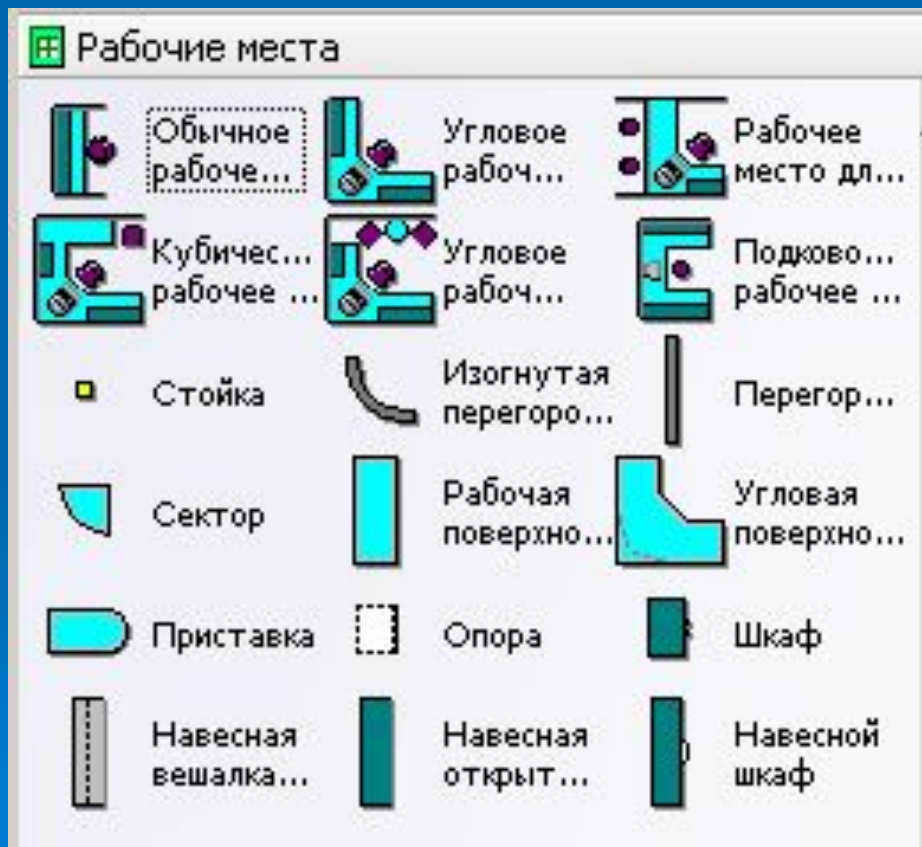 Рабочие места
Обычное
рабоче...
Угловое
рабоч...
Рабочее
место дл...
Кубичес...
рабочее ...
Угловое
рабоч...
Подково...
рабочее ...
Стойка
Изогнутая
перегоро...
Перегор...
Сектор
Рабочая
поверхно...
Угловая
поверхно...
Приставка
Опора
Шкаф
Навесная
вешалка...
Навесная
открыт...
Навесной
шкаф